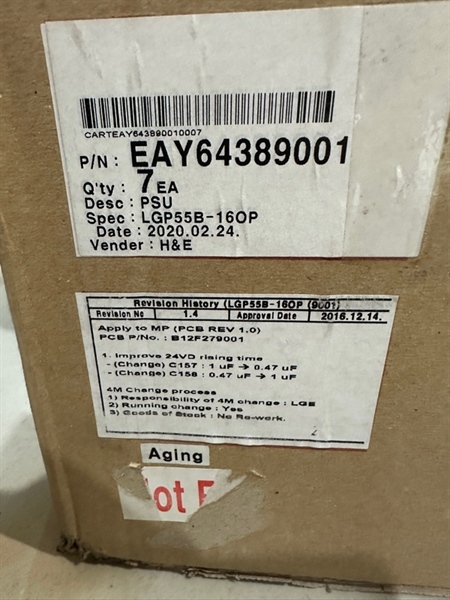 CARTEAY643890010007
P/N : EAY64389001
Q'ty : 7 EA
Desc : PSU
Spec : LGP55B-16OP
Date : 2020.02.24.
Vender : H&E
Revision History (LGP55B-16OP (9001)
Revision No 1.4 Approval Date 2016.12.14.
Apply to MP (PCB REV 1.0)
PCB P/No. : B12F279001
1. Improve 24VD rising time
- (Change) C157 : 1 uF → 0.47 uF
- (Change) C158 : 0.47 uF → 1 uF
4M Change process
1) Responsibility of 4M change : LGE
2) Running change : Yes
3) Goods of Stock : No Re-work.
2
Aging